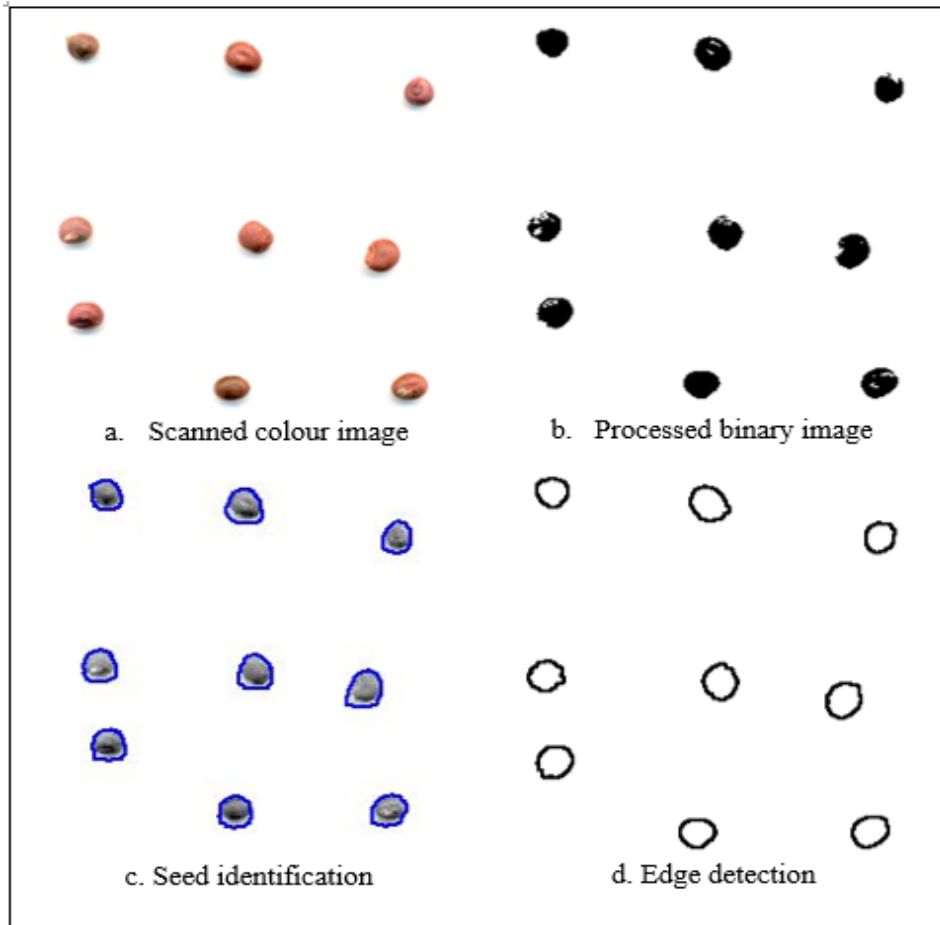 a. Scanned colour image
b. Processed binary image
c. Seed identification
d. Edge detection